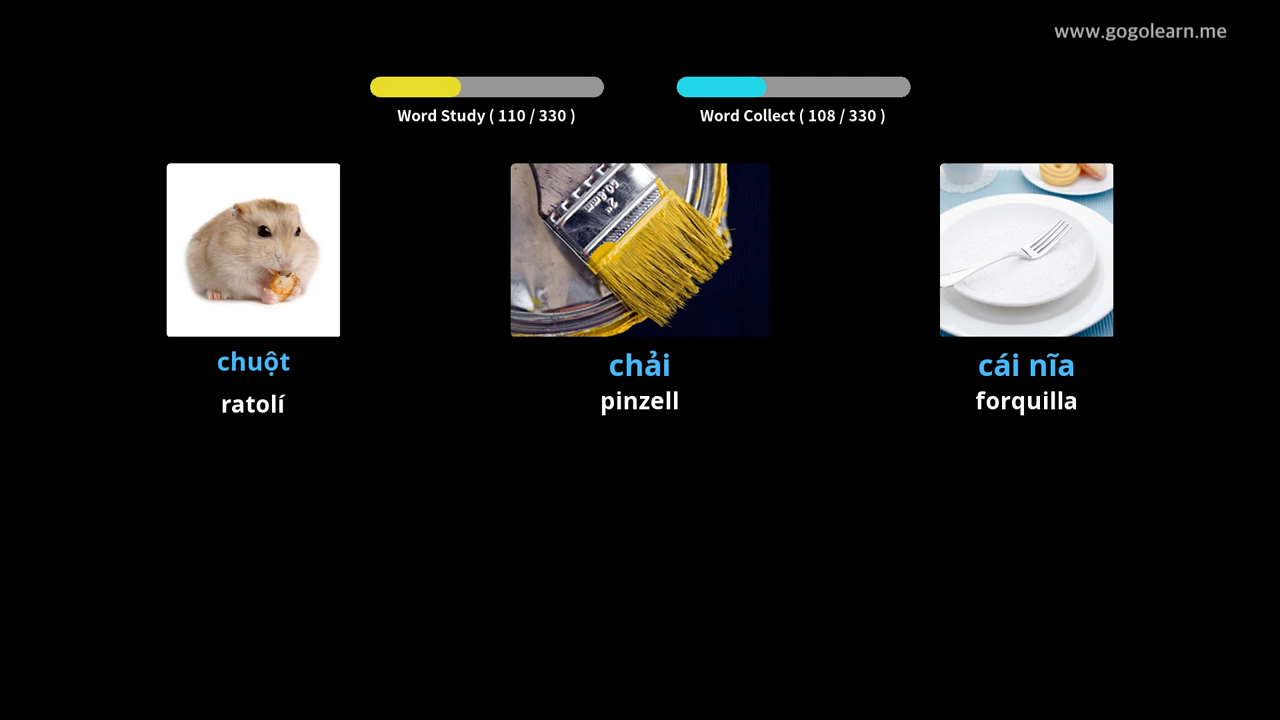 www.gogolearn.me
Word Study ( 110 / 330 )
Word Collect ( 108 / 330 )
chuột
chải
cái nĩa
ratolí
pinzell
forquilla